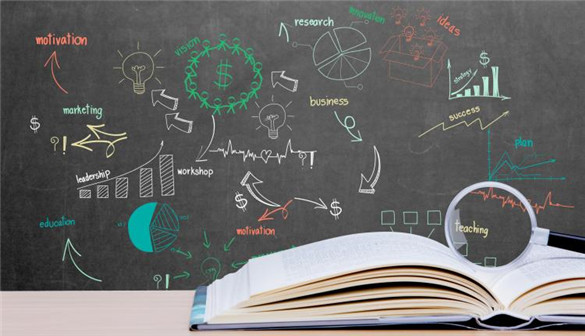 motivation
research
innovation
ideas
vision
$
$
strategy
marketing
business
success
$
?!
?!
plan
leadership
workshop
$
$
education
motivation
teaching
?!